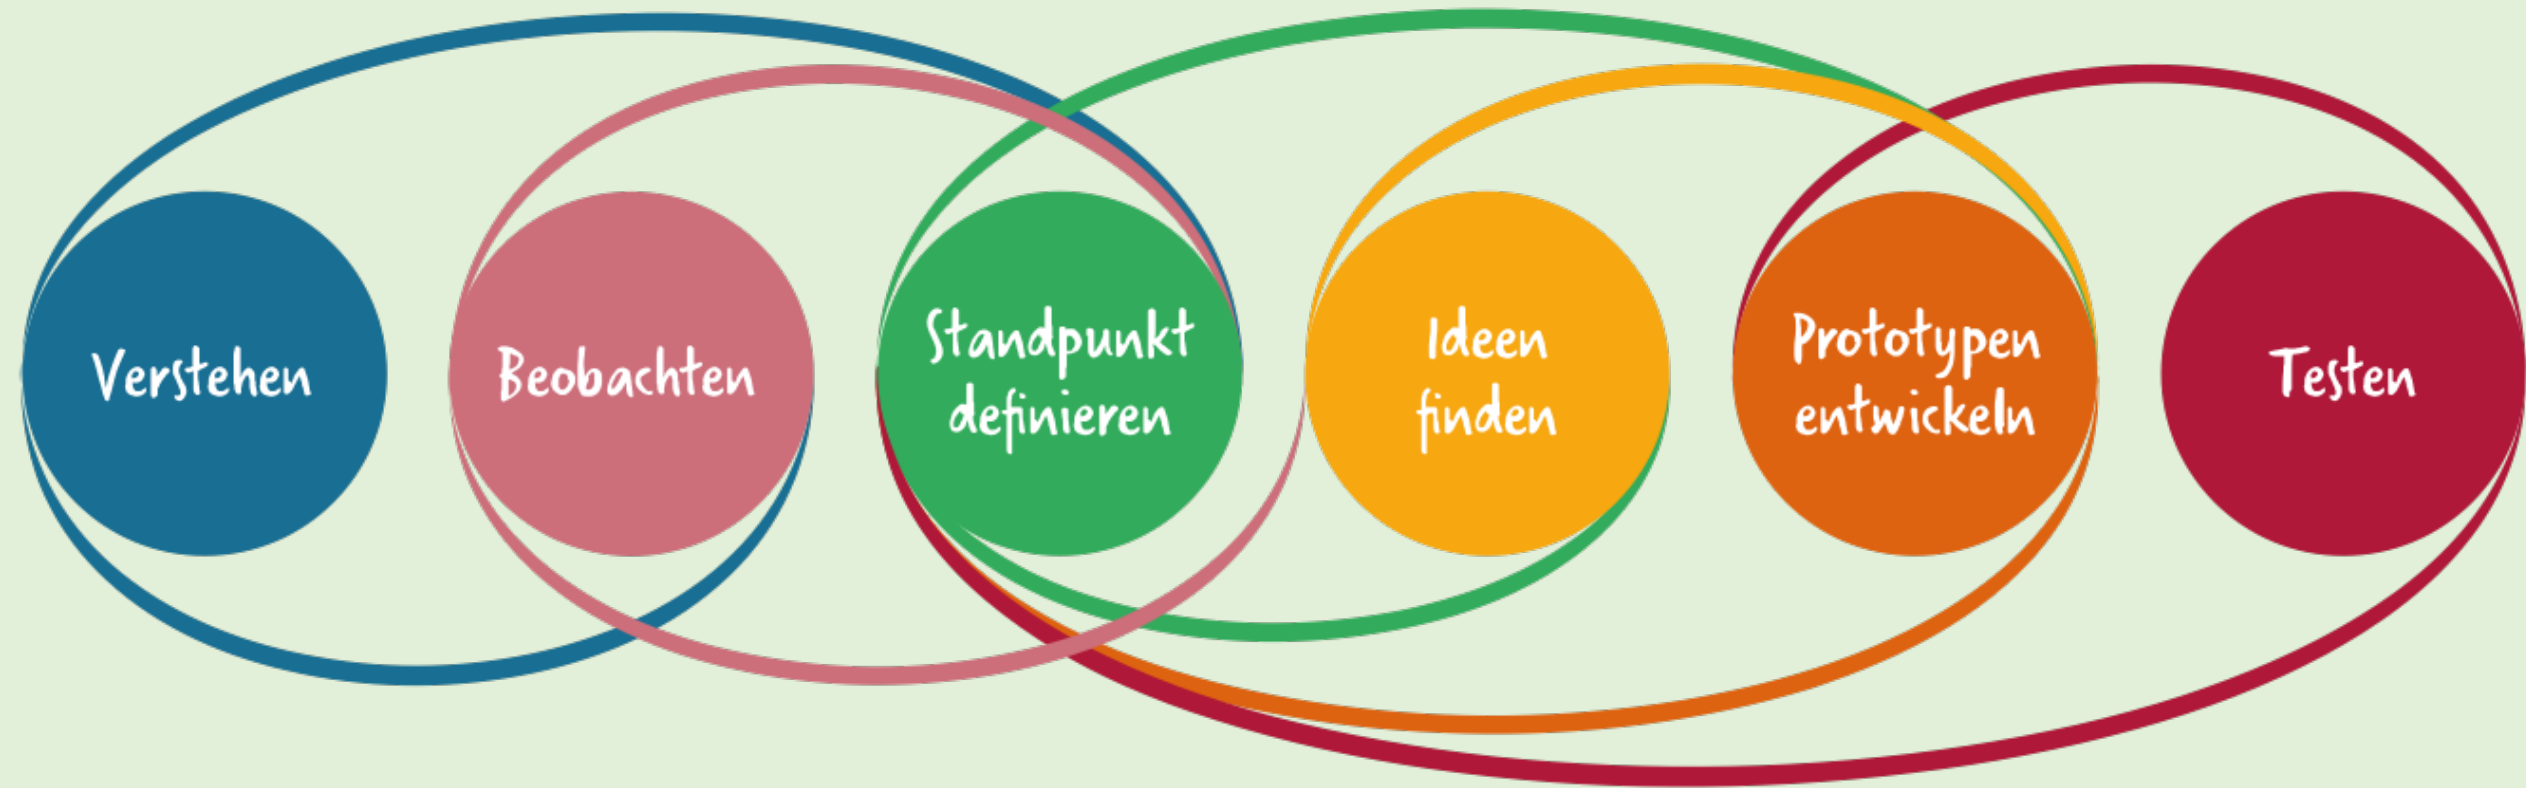 Verstehen
Beobachten
Standpunkt
definieren
Ideen
finden
Prototypen
entwickeln
Testen